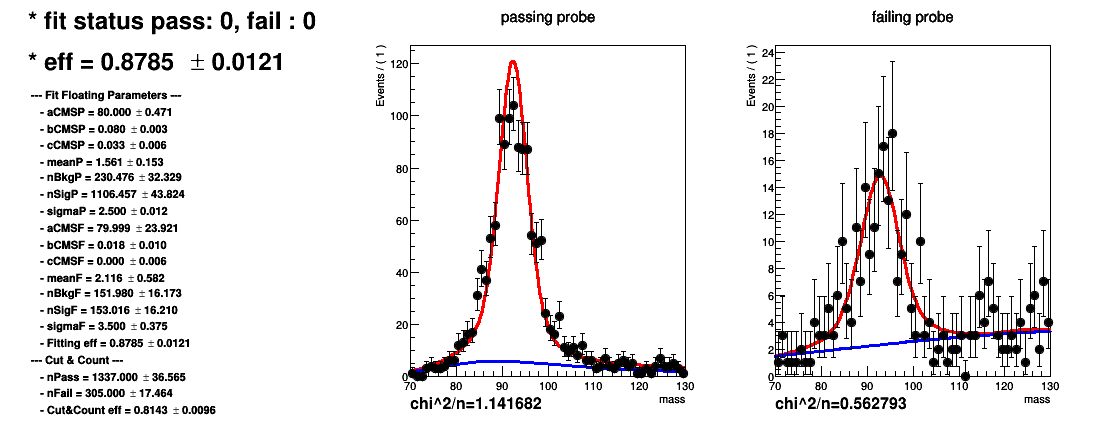 * fit status pass: 0, fail : 0
* eff = 0.8785 ± 0.0121
--- Fit Floating Parameters ---
- aCMSP = 80.000 ± 0.471
- bCMSP = 0.080 ± 0.003
- cCMSP = 0.033 ± 0.006
- meanP = 1.561 ± 0.153
- nBkgP = 230.476 ± 32.329
- nSigP = 1106.457 ± 43.824
- sigmaP = 2.500 ± 0.012
- aCMSF = 79.999 ± 23.921
- bCMSF = 0.018 ± 0.010
- cCMSF = 0.000 ± 0.006
- meanF = 2.116 ± 0.582
- nBkgF = 151.980 ± 16.173
- nSigF = 153.016 ± 16.210
- sigmaF = 3.500 ± 0.375
- Fitting eff = 0.8785 ± 0.0121
--- Cut & Count ---
- nPass = 1337.000 ± 36.565
- nFail = 305.000 ± 17.464
- Cut&Count eff = 0.8143 ± 0.0096
passing probe
Events / ( 1 )
120
100
80
60
40
20
0
70 80 90 100 110 120 130
mass
chi^2/n=1.141682
failing probe
Events / ( 1 )
24
22
20
18
16
14
12
10
8
6
4
2
0
70 80 90 100 110 120 130
mass
chi^2/n=0.562793